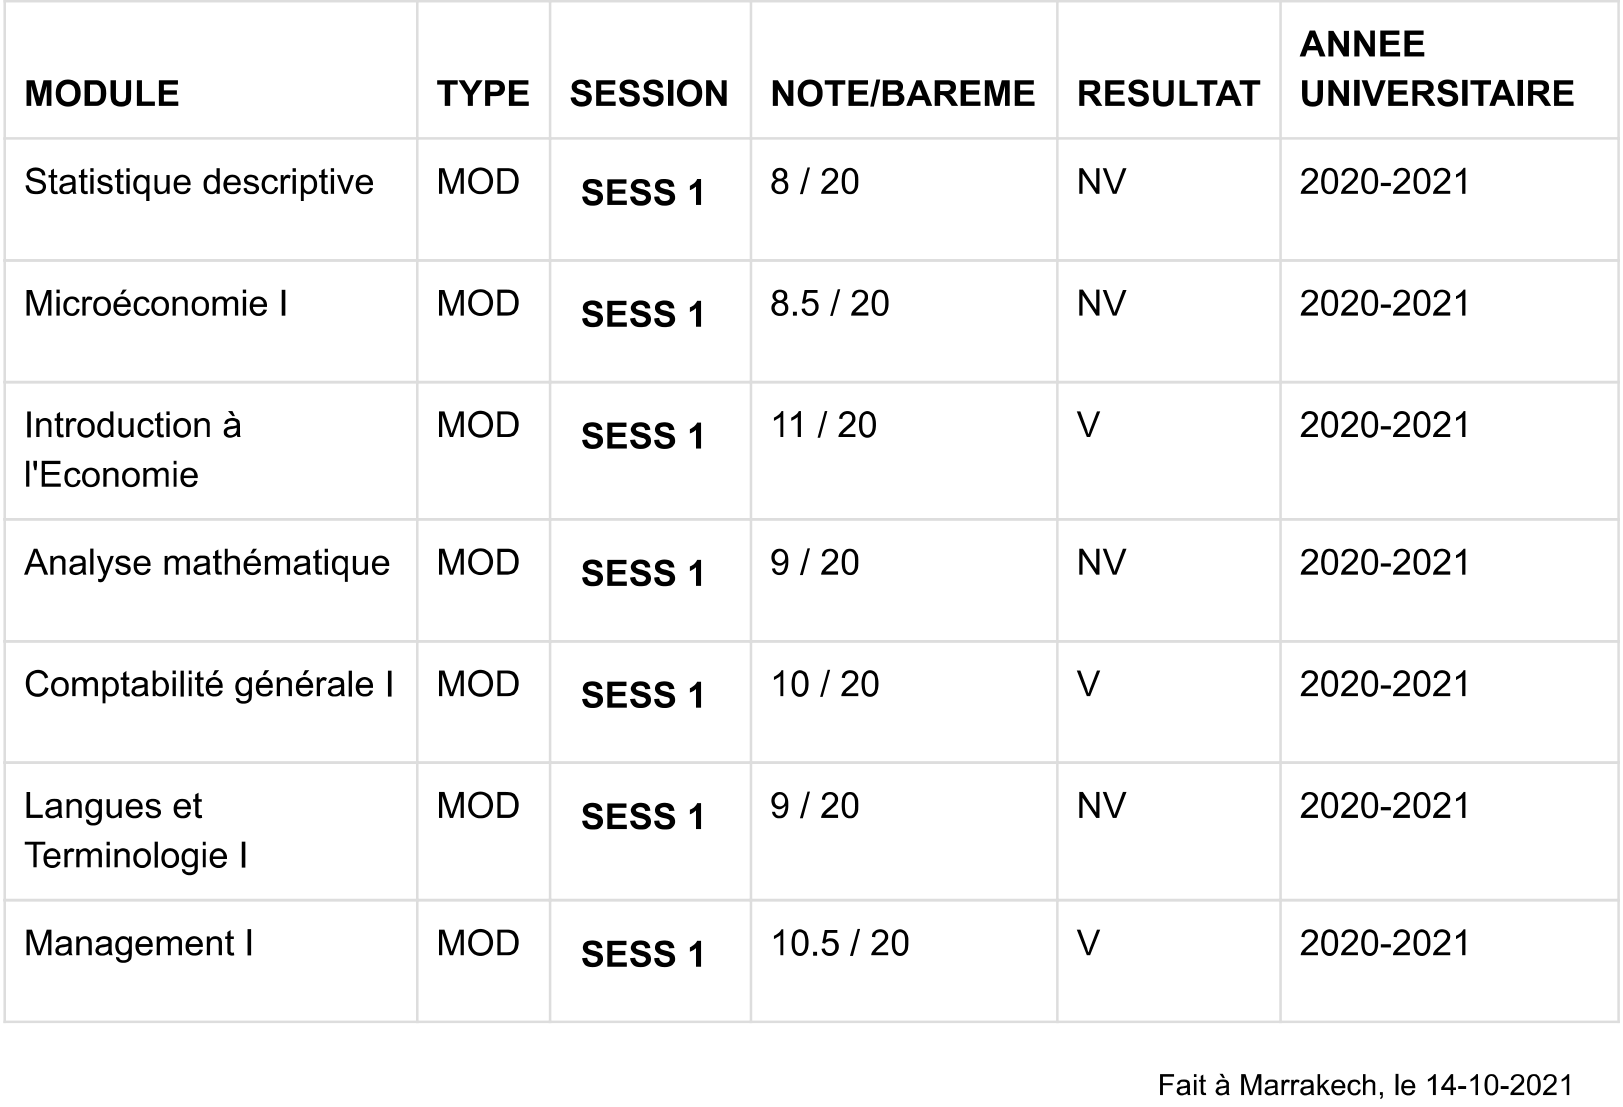 MODULE TYPE SESSION NOTE/BAREME RESULTAT ANNEE UNIVERSITAIRE
Statistique descriptive MOD SESS 1 8 / 20 NV 2020-2021
Microéconomie I MOD SESS 1 8.5 / 20 NV 2020-2021
Introduction à MOD SESS 1 11 / 20 V 2020-2021
l'Economie
Analyse mathématique MOD SESS 1 9 / 20 NV 2020-2021
Comptabilité générale I MOD SESS 1 10 / 20 V 2020-2021
Langues et MOD SESS 1 9 / 20 NV 2020-2021
Terminologie I
Management I MOD SESS 1 10.5 / 20 V 2020-2021
Fait à Marrakech, le 14-10-2021